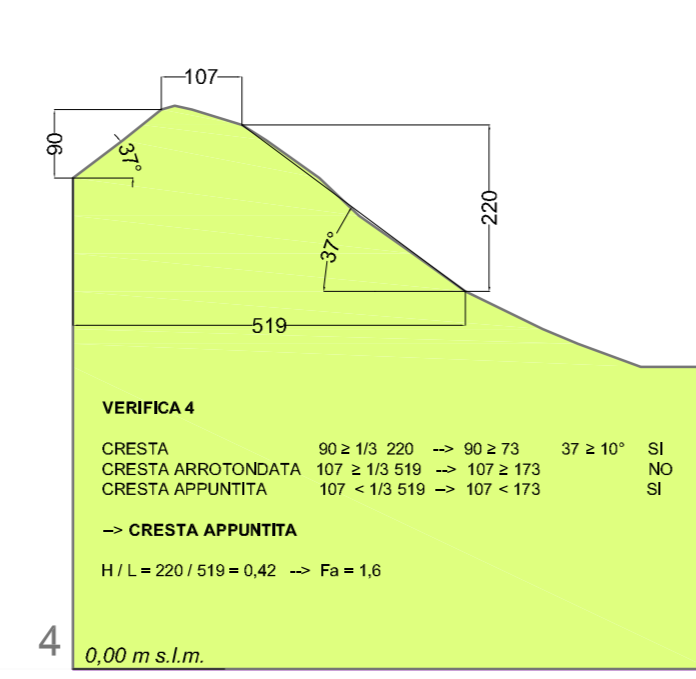 107
90
37°
220
37°
519
VERIFICA 4
CRESTA 90 ≥ 1/3 220 --> 90 ≥ 73 37 ≥ 10° SI
CRESTA ARROTONDATA 107 ≥ 1/3 519 --> 107 ≥ 173 NO
CRESTA APPUNTITA 107 < 1/3 519 --> 107 < 173 SI
--> CRESTA APPUNTITA
H / L = 220 / 519 = 0,42 --> Fa = 1,6
4
0,00 m s.l.m.